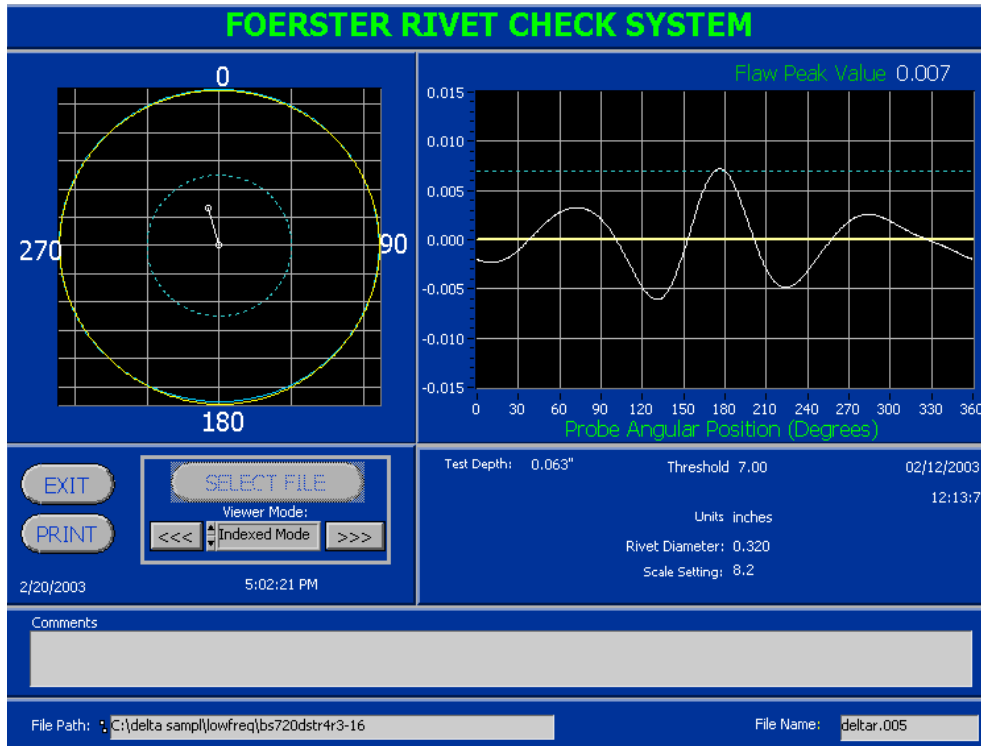 FOERSTER RIVET CHECK SYSTEM
0
270
90
180
Flaw Peak Value 0.007
0.015
0.010
0.005
0.000
-0.005
-0.010
-0.015
0 30 60 90 120 150 180 210 240 270 300 330 360
Probe Angular Position (Degrees)
EXIT
PRINT
SELECT FILE
Viewer Mode:
<<< Indexed Mode >>>
2/20/2003 5:02:21 PM
Test Depth: 0.063" Threshold 7.00 02/12/2003
12:13:7
Units inches
Rivet Diameter: 0.320
Scale Setting: 8.2
Comments
File Path: C:\delta sampl\lowfreq\bs720dstr4r3-16
File Name: deltar.005